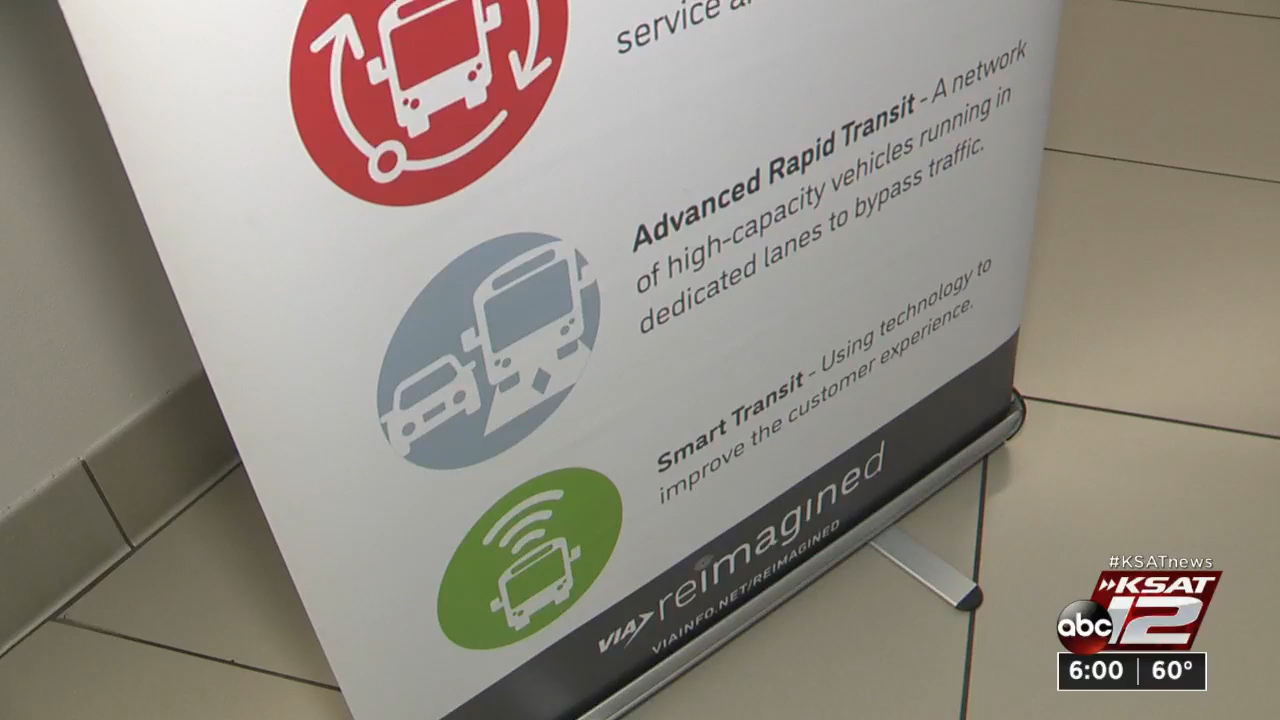 service a
Advanced Rapid Transit - A network
of high-capacity vehicles running in
dedicated lanes to bypass traffic.
Smart Transit - Using technology to
improve the customer experience.
VIA reimagined
VIAINFO.NET/REIMAGINED
#KSATnews
KSAT
abc 12
6:00 60°